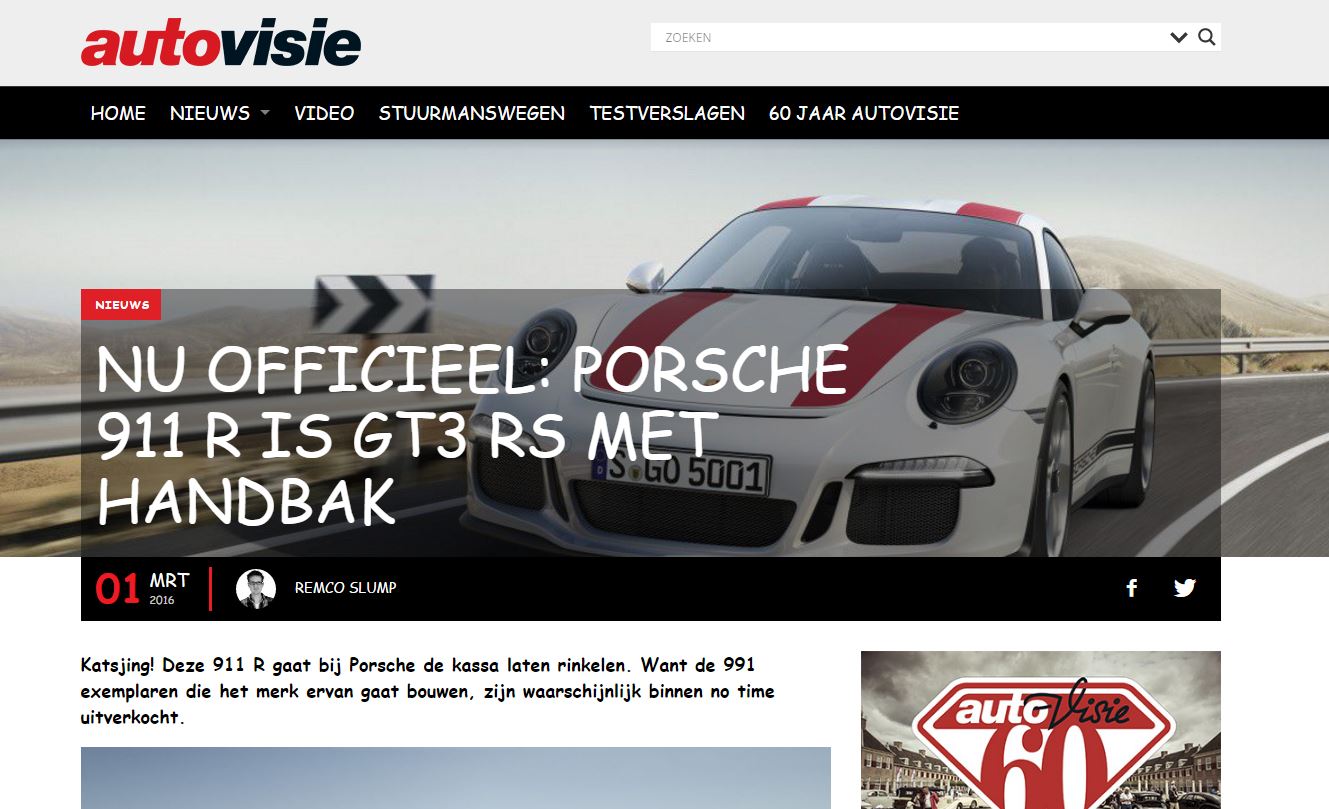 autovisie
ZOEKEN
HOME NIEUWS VIDEO STUURMANSWEGEN TESTVERSLAGEN 60 JAAR AUTOVISIE
NIEUWS
NU OFFICIEEL: PORSCHE
911 R IS GT3 RS MET
HANDBAK
S GO 5001
01 MRT
2016
REMCO SLUMP
Katsjing! Deze 911 R gaat bij Porsche de kassa laten rinkelen. Want de 991
exemplaren die het merk ervan gaat bouwen, zijn waarschijnlijk binnen no time
uitverkocht.
autoVisie
60